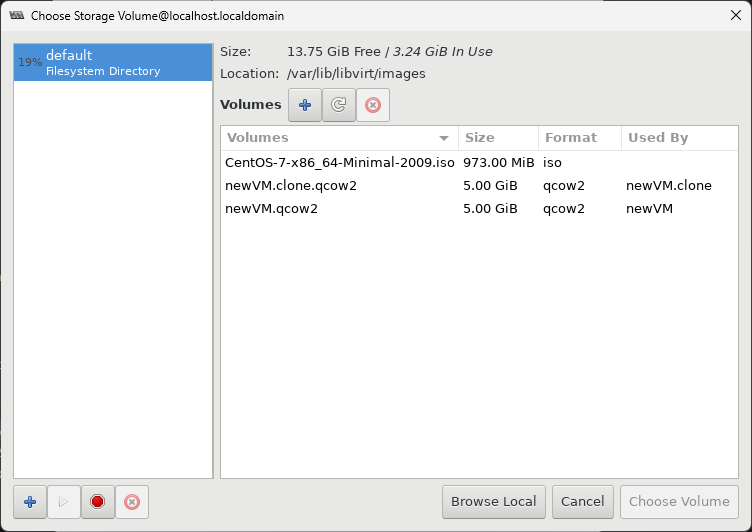 Choose Storage Volume@localhost.localdomain
19% default
Filesystem Directory
Size: 13.75 GiB Free / 3.24 GiB In Use
Location: /var/lib/libvirt/images
Volumes
Volumes Size Format Used By
CentOS-7-x86_64-Minimal-2009.iso 973.00 MiB iso
newVM.clone.qcow2 5.00 GiB qcow2 newVM.clone
newVM.qcow2 5.00 GiB qcow2 newVM
Browse Local Cancel Choose Volume